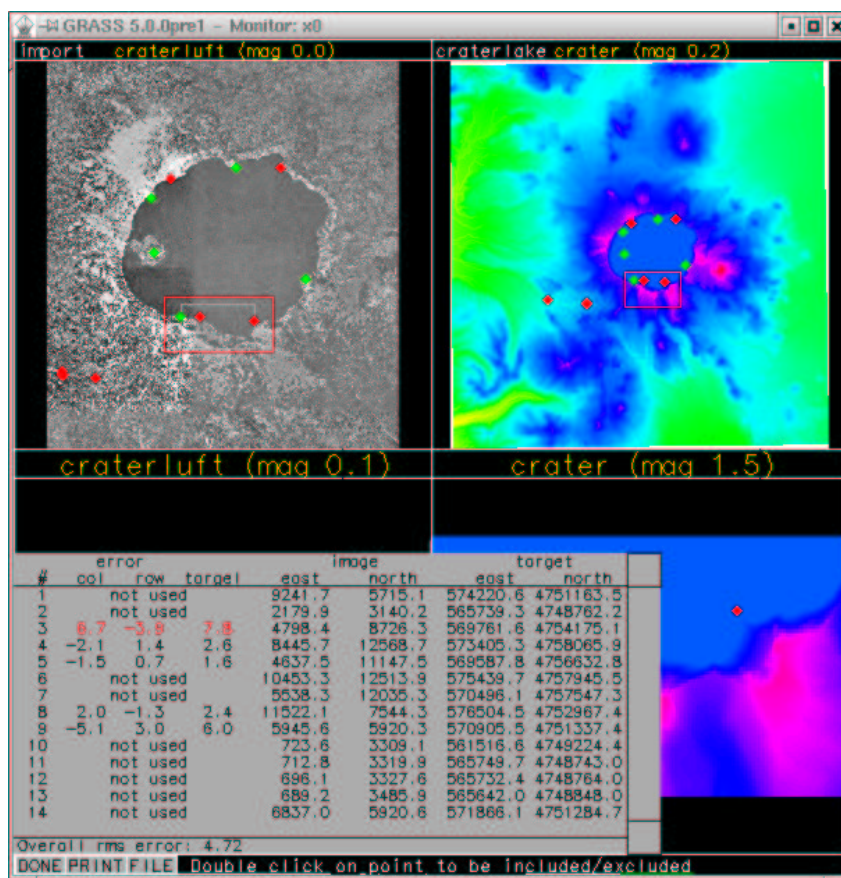 GRASS 5.0.0pre1 - Monitor: x0
import craterluft (mag 0.0) craterlake crater (mag 0.2)
craterluft (mag 0.1) crater (mag 1.5)
error image target
# col row target east north east north
1 not used 9241.7 5715.1 574220.6 4751163.5
2 not used 2179.9 3140.2 565739.3 4748762.2
3 6.7 -3.8 7.8 4798.4 8726.3 569761.6 4754175.1
4 -2.1 1.4 2.6 8445.7 12568.7 573405.3 4758065.9
5 -1.5 0.7 1.6 4637.5 11147.5 569587.8 4756632.8
6 not used 10453.3 12513.9 575439.7 4757945.5
7 not used 5538.3 12035.3 570496.1 4757547.3
8 2.0 -1.3 2.4 11522.1 7544.3 576504.5 4752967.4
9 -5.1 3.0 6.0 5945.6 5920.3 570905.5 4751337.4
10 not used 723.6 3309.1 561516.6 4749224.4
11 not used 712.8 3319.9 565749.7 4748743.0
12 not used 696.1 3327.6 565732.4 4748764.0
13 not used 689.2 3485.9 565642.0 4748848.0
14 not used 6837.0 5920.6 571866.1 4751284.7
Overall rms error: 4.72
DONE PRINT FILE Double click on point to be included/excluded